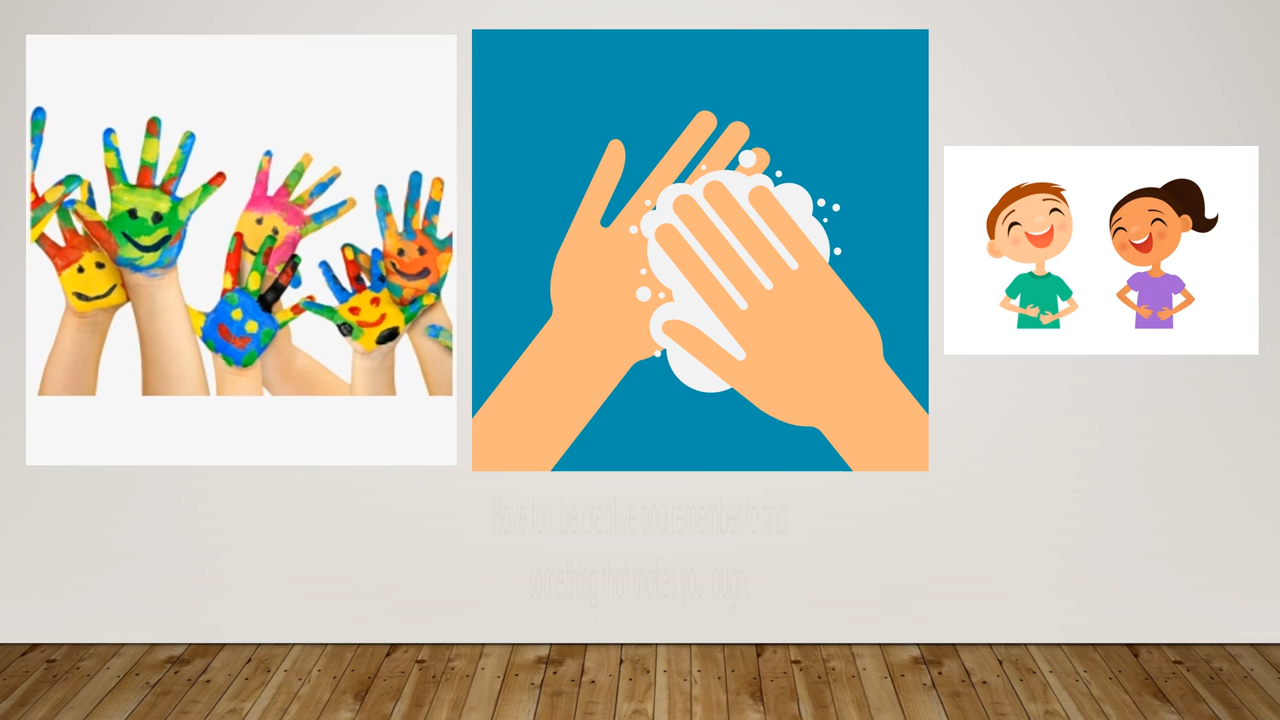 Have fun, be creative and remember to find
something that makes you laugh.